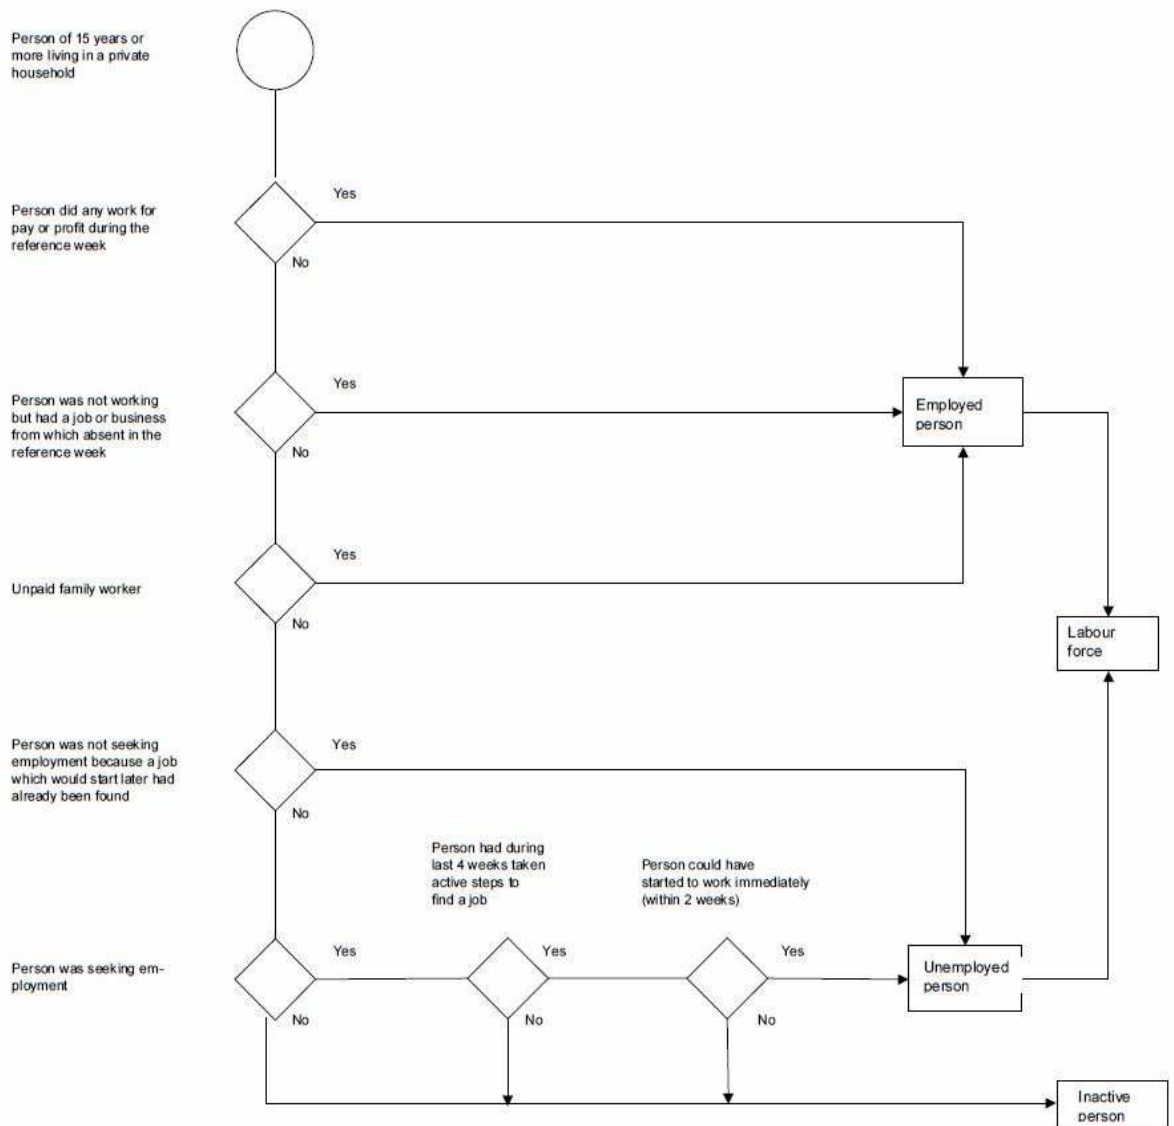 Person of 15 years or
more living in a private
household
Person did any work for
pay or profit during the
reference week
Yes
No
Person was not working
but had a job or business
from which absent in the
reference week
Yes
No
Employed
person
Unpaid family worker
Yes
No
Labour
force
Person was not seeking
employment because a job
which would start later had
already been found
Yes
No
Person had during
last 4 weeks taken
active steps to
find a job
Person could have
started to work immediately
(within 2 weeks)
Person was seeking em-
ployment
Yes
No
Yes
No
Yes
No
Unemployed
person
Inactive
person